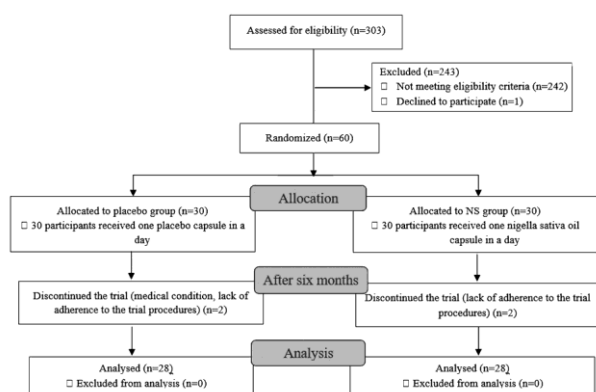 Assessed for eligibility (n=303)
Excluded (n=243)
□ Not meeting eligibility criteria (n=242)
□ Declined to participate (n=1)
Randomized (n=60)
Allocation
Allocated to placebo group (n=30)
□ 30 participants received one placebo capsule in a
day
Allocated to NS group (n=30)
□ 30 participants received one nigella sativa oil
capsule in a day
After six months
Discontinued the trial (medical condition, lack of
adherence to the trial procedures) (n=2)
Discontinued the trial (lack of adherence to the trial
procedures) (n=2)
Analysis
Analysed (n=28)
□ Excluded from analysis (n=0)
Analysed (n=28)
□ Excluded from analysis (n=0)